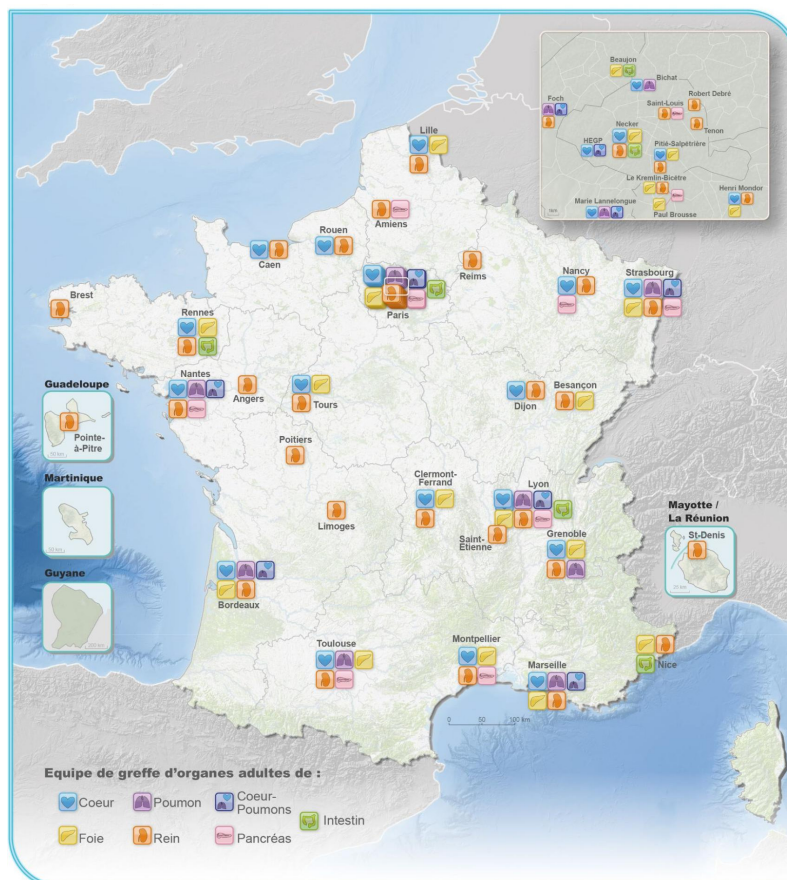 Beaujon
Bichat
Foch
Robert Debré
Saint-Louis
Necker
Tenon
HEGP
Pitié-Salpétrière
Le Kremlin-Bicêtre
Henri Mondor
Marie Lannelongue
Paul Brousse
Lille
Amiens
Rouen
Caen
Reims
Nancy
Strasbourg
Paris
Brest
Rennes
Nantes
Angers
Tours
Dijon
Besançon
Guadeloupe
Pointe-
à-Pitre
Poitiers
Martinique
Clermont-
Ferrand
Lyon
Limoges
Saint-
Etienne
Grenoble
Mayotte /
La Réunion
St-Denis
Guyane
Bordeaux
Toulouse
Montpellier
Marseille
Nice
0 50 100 km
Equipe de greffe d'organes adultes de :
Coeur
Poumon
Coeur-
Poumons
Intestin
Foie
Rein
Pancréas